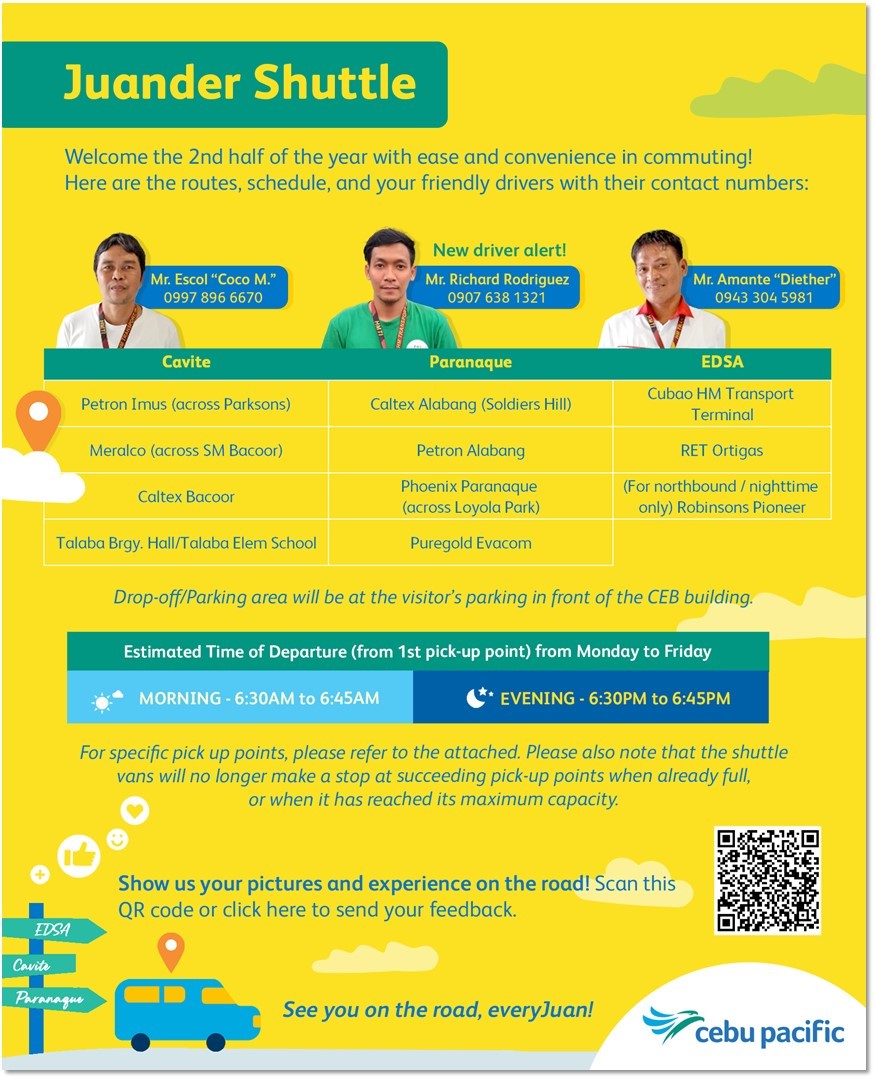 Juander Shuttle
Welcome the 2nd half of the year with ease and convenience in commuting!
Here are the routes, schedule, and your friendly drivers with their contact numbers:
New driver alert!
Mr. Escol “Coco M.”
0997 896 6670
Mr. Richard Rodriguez
0907 638 1321
Mr. Amante “Diether”
0943 304 5981
Cavite
Paranaque
EDSA
Petron Imus (across Parksons)
Caltex Alabang (Soldiers Hill)
Cubao HM Transport
Terminal
Meralco (across SM Bacoor)
Petron Alabang
RET Ortigas
Caltex Bacoor
Phoenix Paranaque
(across Loyola Park)
(For northbound / nighttime
only) Robinsons Pioneer
Talaba Brgy. Hall/Talaba Elem School
Puregold Evacom
Drop-off/Parking area will be at the visitor’s parking in front of the CEB building.
Estimated Time of Departure (from 1st pick-up point) from Monday to Friday
MORNING - 6:30AM to 6:45AM
EVENING - 6:30PM to 6:45PM
For specific pick up points, please refer to the attached. Please also note that the shuttle
vans will no longer make a stop at succeeding pick-up points when already full,
or when it has reached its maximum capacity.
Show us your pictures and experience on the road! Scan this
QR code or click here to send your feedback.
EDSA
Cavite
Paranaque
See you on the road, everyJuan!
cebu pacific